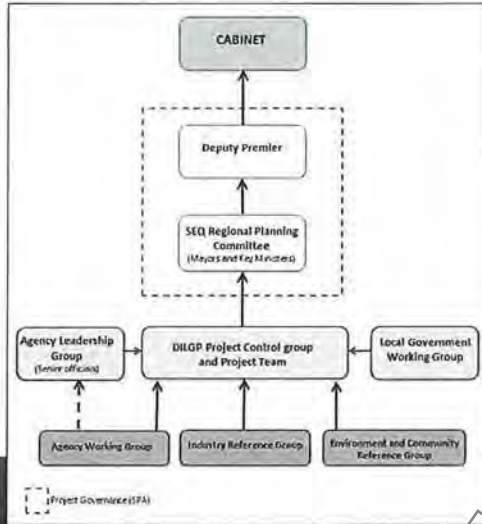 CABINET
Deputy Premier
SEQ Regional Planning
Committee
(Mayors and Key Ministers)
Agency Leadership
Group
(Senior officials)
DILGP Project Control group
and Project Team
Local Government
Working Group
Agency Working Group
Industry Reference Group
Environment and Community
Reference Group
Project Governance (SPA)